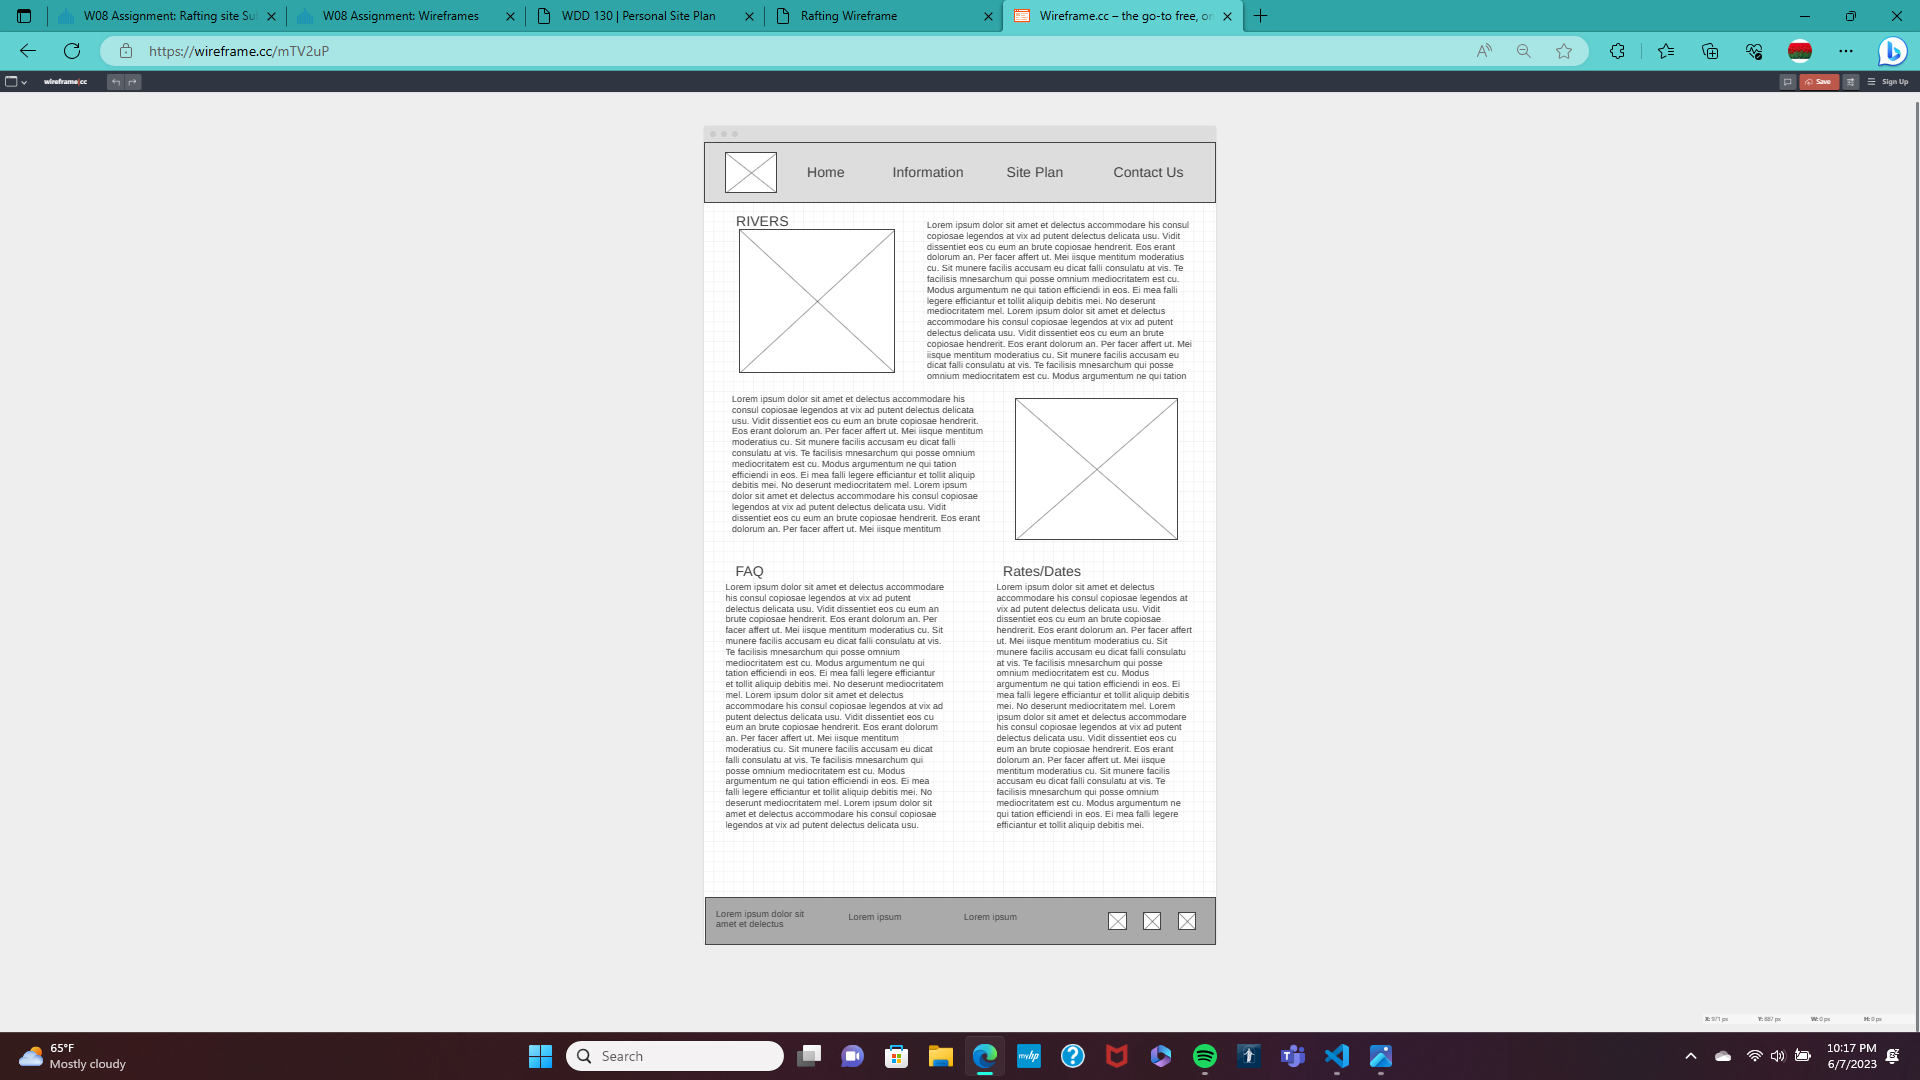 W08 Assignment: Rafting site Su
W08 Assignment: Wireframes
WDD 130 | Personal Site Plan
Rafting Wireframe
Wireframe.cc – the go-to free, on
https://wireframe.cc/mTV2uP
wireframe|cc
Save
Sign Up
Home
Information
Site Plan
Contact Us
RIVERS
Lorem ipsum dolor sit amet et delectus accommodare his consul
copiosae legendos at vix ad putent delectus delicata usu. Vidit
dissentiet eos cu eum an brute copiosae hendrerit. Eos erant
dolorum an. Per facer affert ut. Mei iisque mentitum moderatius
cu. Sit munere facilis accusam eu dicat falli consulatu at vis. Te
facilisis mnesarchum qui posse omnium mediocritatem est cu.
Modus argumentum ne qui tation efficiendi in eos. Ei mea falli
legere efficiantur et tollit aliquip debitis mei. No deserunt
mediocritatem mel. Lorem ipsum dolor sit amet et delectus
accommodare his consul copiosae legendos at vix ad putent
delectus delicata usu. Vidit dissentiet eos cu eum an brute
copiosae hendrerit. Eos erant dolorum an. Per facer affert ut. Mei
iisque mentitum moderatius cu. Sit munere facilis accusam eu
dicat falli consulatu at vis. Te facilisis mnesarchum qui posse
omnium mediocritatem est cu. Modus argumentum ne qui tation
Lorem ipsum dolor sit amet et delectus accommodare his
consul copiosae legendos at vix ad putent delectus delicata
usu. Vidit dissentiet eos cu eum an brute copiosae hendrerit.
Eos erant dolorum an. Per facer affert ut. Mei iisque mentitum
moderatius cu. Sit munere facilis accusam eu dicat falli
consulatu at vis. Te facilisis mnesarchum qui posse omnium
mediocritatem est cu. Modus argumentum ne qui tation
efficiendi in eos. Ei mea falli legere efficiantur et tollit aliquip
debitis mei. No deserunt mediocritatem mel. Lorem ipsum
dolor sit amet et delectus accommodare his consul copiosae
legendos at vix ad putent delectus delicata usu. Vidit
dissentiet eos cu eum an brute copiosae hendrerit. Eos erant
dolorum an. Per facer affert ut. Mei iisque mentitum
FAQ
Lorem ipsum dolor sit amet et delectus accommodare
his consul copiosae legendos at vix ad putent
delectus delicata usu. Vidit dissentiet eos cu eum an
brute copiosae hendrerit. Eos erant dolorum an. Per
facer affert ut. Mei iisque mentitum moderatius cu. Sit
munere facilis accusam eu dicat falli consulatu at vis.
Te facilisis mnesarchum qui posse omnium
mediocritatem est cu. Modus argumentum ne qui
tation efficiendi in eos. Ei mea falli legere efficiantur
et tollit aliquip debitis mei. No deserunt mediocritatem
mel. Lorem ipsum dolor sit amet et delectus
accommodare his consul copiosae legendos at vix ad
putent delectus delicata usu. Vidit dissentiet eos cu
eum an brute copiosae hendrerit. Eos erant dolorum
an. Per facer affert ut. Mei iisque mentitum
moderatius cu. Sit munere facilis accusam eu dicat
falli consulatu at vis. Te facilisis mnesarchum qui
posse omnium mediocritatem est cu. Modus
argumentum ne qui tation efficiendi in eos. Ei mea
falli legere efficiantur et tollit aliquip debitis mei. No
deserunt mediocritatem mel. Lorem ipsum dolor sit
amet et delectus accommodare his consul copiosae
legendos at vix ad putent delectus delicata usu.
Rates/Dates
Lorem ipsum dolor sit amet et delectus
accommodare his consul copiosae legendos at
vix ad putent delectus delicata usu. Vidit
dissentiet eos cu eum an brute copiosae
hendrerit. Eos erant dolorum an. Per facer affert
ut. Mei iisque mentitum moderatius cu. Sit
munere facilis accusam eu dicat falli consulatu
at vis. Te facilisis mnesarchum qui posse
omnium mediocritatem est cu. Modus
argumentum ne qui tation efficiendi in eos. Ei
mea falli legere efficiantur et tollit aliquip debitis
mei. No deserunt mediocritatem mel. Lorem
ipsum dolor sit amet et delectus accommodare
his consul copiosae legendos at vix ad putent
delectus delicata usu. Vidit dissentiet eos cu
eum an brute copiosae hendrerit. Eos erant
dolorum an. Per facer affert ut. Mei iisque
mentitum moderatius cu. Sit munere facilis
accusam eu dicat falli consulatu at vis. Te
facilisis mnesarchum qui posse omnium
mediocritatem est cu. Modus argumentum ne
qui tation efficiendi in eos. Ei mea falli legere
efficiantur et tollit aliquip debitis mei.
Lorem ipsum dolor sit
amet et delectus
Lorem ipsum
Lorem ipsum
X: 971 px Y: 887 px W: 0 px H: 0 px
65°F
Mostly cloudy
Search
myhp
10:17 PM
6/7/2023